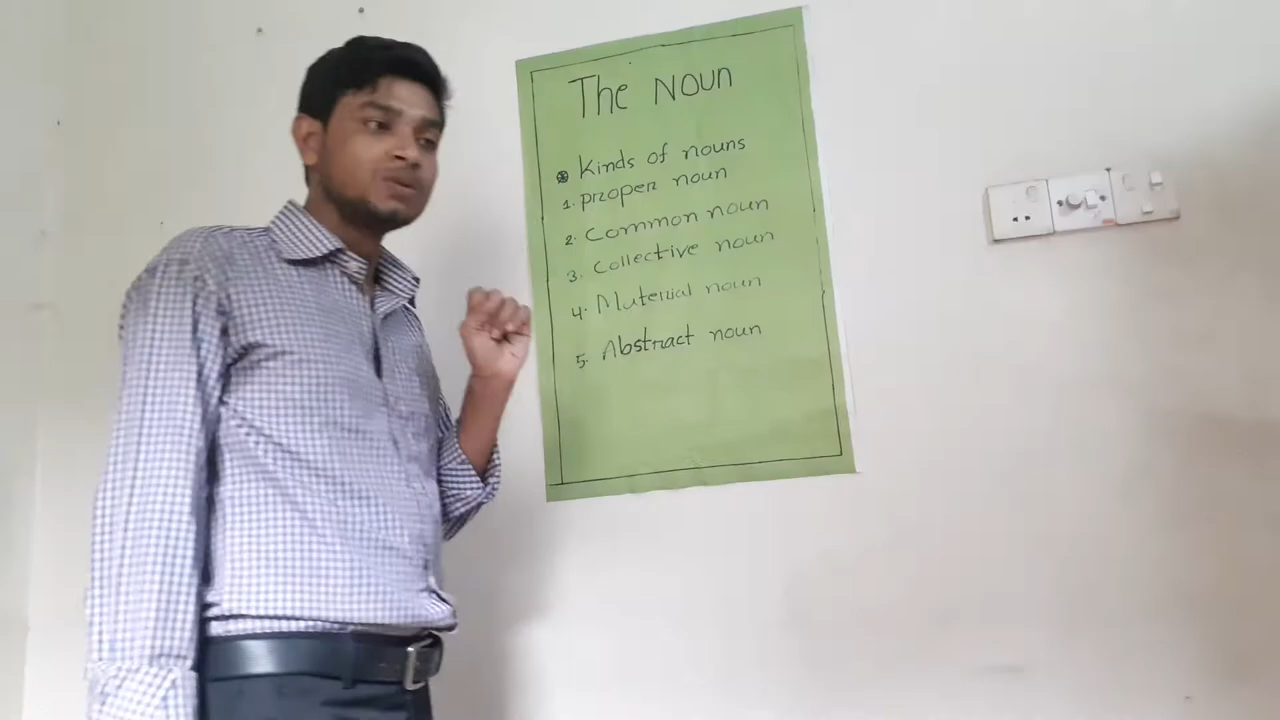 The Noun
Kinds of nouns
1. proper noun
2. Common noun
3. Collective noun
4. Muterial noun
5. Abstract noun